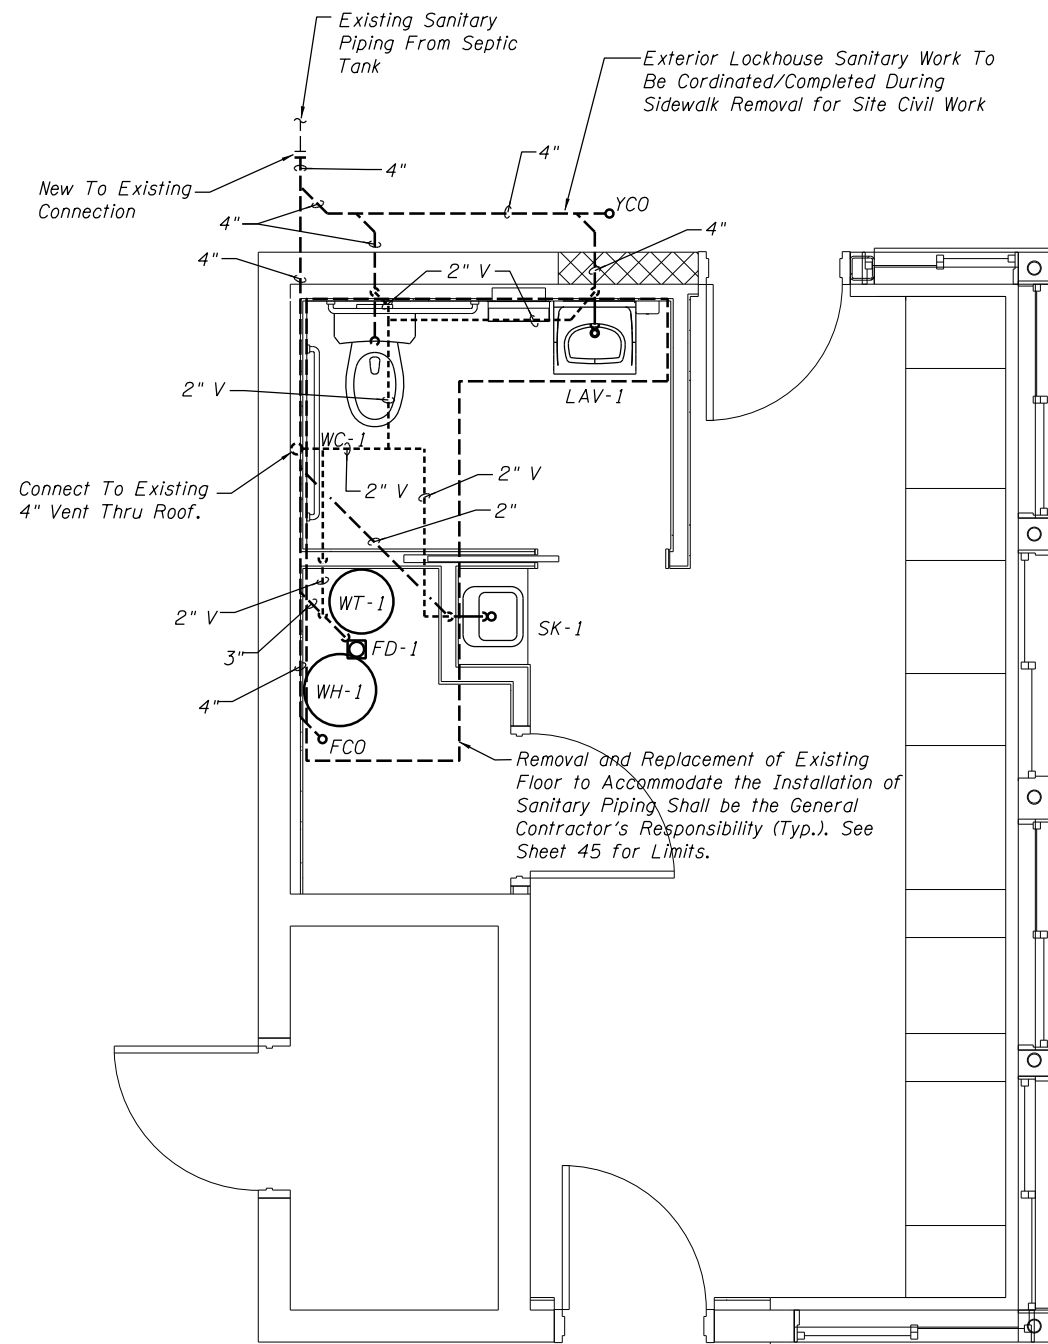 Existing Sanitary
Piping From Septic
Tank
Exterior Lockhouse Sanitary Work To
Be Cordinated/Completed During
Sidewalk Removal for Site Civil Work
4"
4"
New To Existing
Connection
YCO
4"
4"
4"
2" V
2" V
LAV-1
WC-1
Connect To Existing
4" Vent Thru Roof.
2" V
2" V
2"
WT-1
2" V
SK-1
FD-1
3"
WH-1
4"
FCO
Removal and Replacement of Existing
Floor to Accommodate the Installation of
Sanitary Piping Shall be the General
Contractor's Responsibility (Typ.). See
Sheet 45 for Limits.